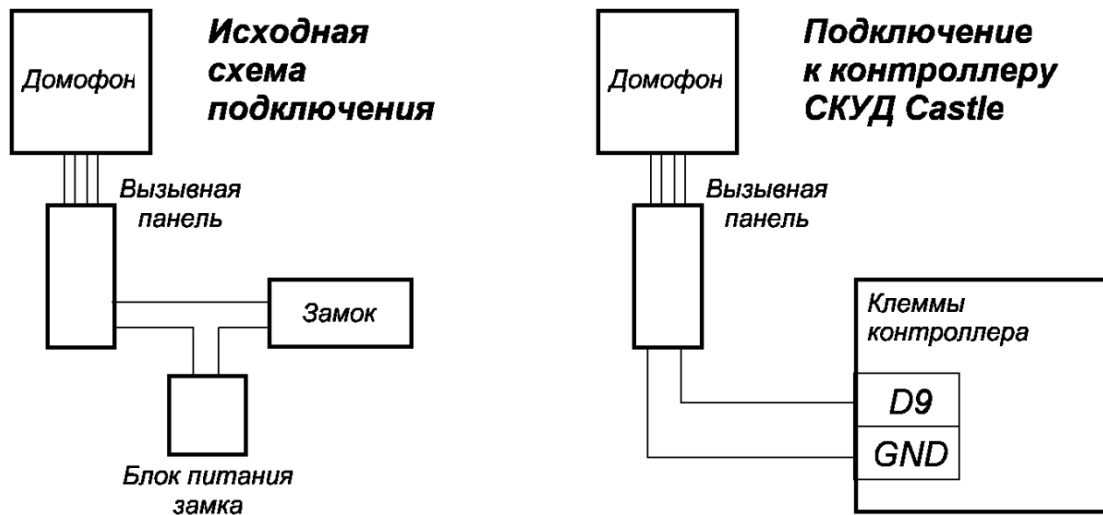 Домофон
Исходная
схема
подключения
Вызывная
панель
Замок
Блок питания
замка
Домофон
Подключение
к контроллеру
СКУД Castle
Вызывная
панель
Клеммы
контроллера
D9
GND